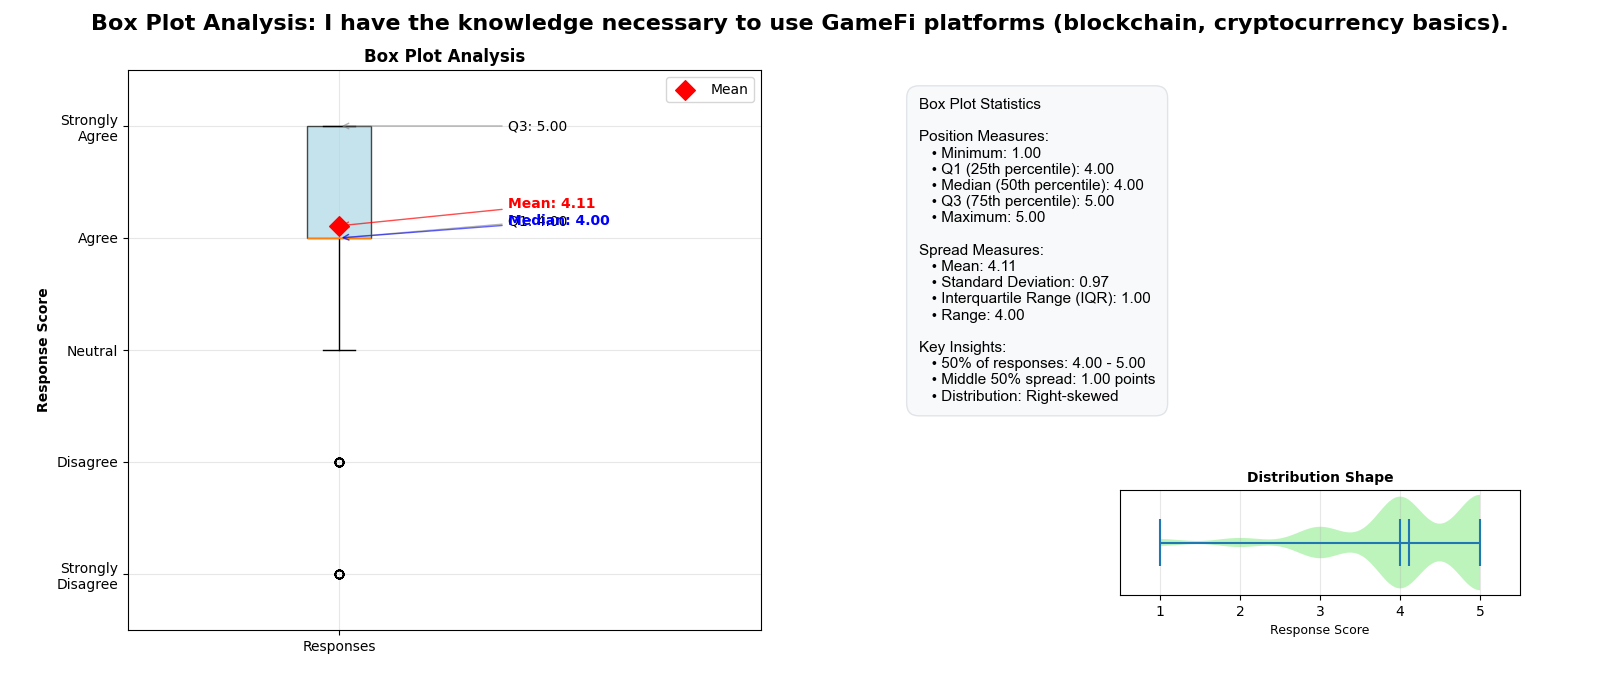 Box Plot Analysis: I have the knowledge necessary to use GameFi platforms (blockchain, cryptocurrency basics).
Box Plot Analysis
Mean
Strongly
Agree
Agree
Neutral
Disagree
Strongly
Disagree
Response Score
Responses
Q3: 5.00
Mean: 4.11
Median: 4.00
Q1: 4.00
Box Plot Statistics
Position Measures:
• Minimum: 1.00
• Q1 (25th percentile): 4.00
• Median (50th percentile): 4.00
• Q3 (75th percentile): 5.00
• Maximum: 5.00
Spread Measures:
• Mean: 4.11
• Standard Deviation: 0.97
• Interquartile Range (IQR): 1.00
• Range: 4.00
Key Insights:
• 50% of responses: 4.00 - 5.00
• Middle 50% spread: 1.00 points
• Distribution: Right-skewed
Distribution Shape
1 2 3 4 5
Response Score